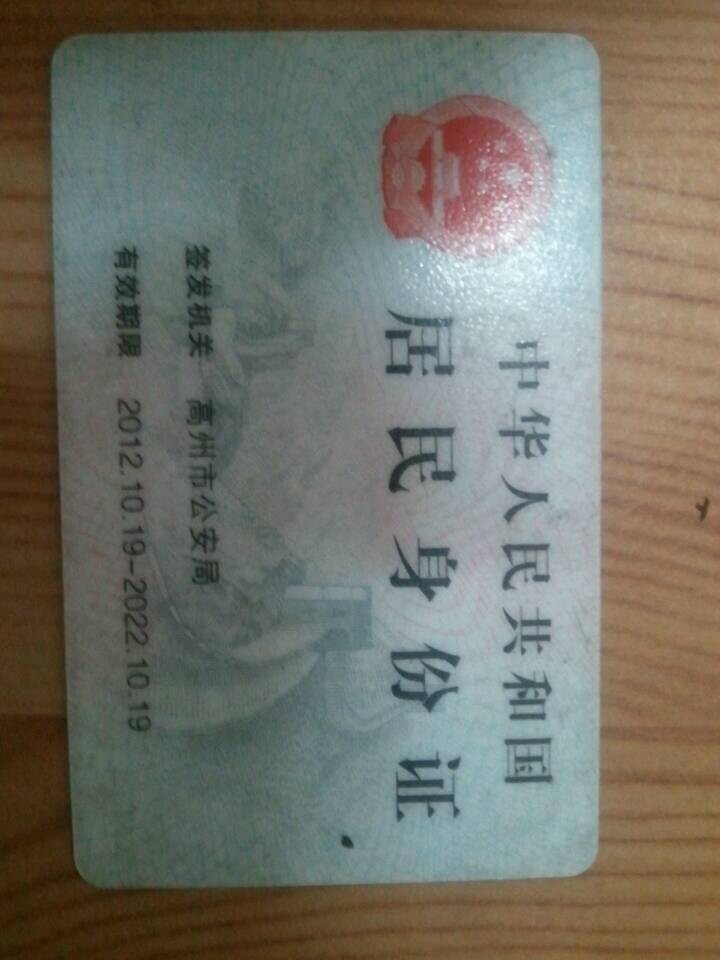 中华人民共和国
居民身份证
签发机关 高州市公安局
有效期限 2012.10.19-2022.10.19